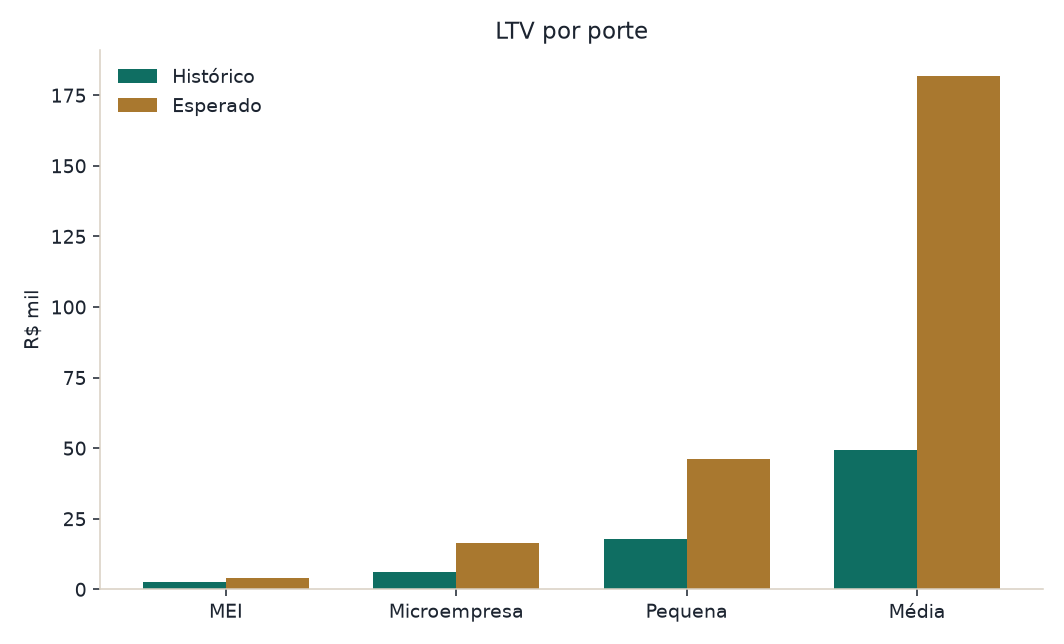 LTV por porte
Histórico
Esperado
R$ mil
175
150
125
100
75
50
25
0
MEI
Microempresa
Pequena
Média